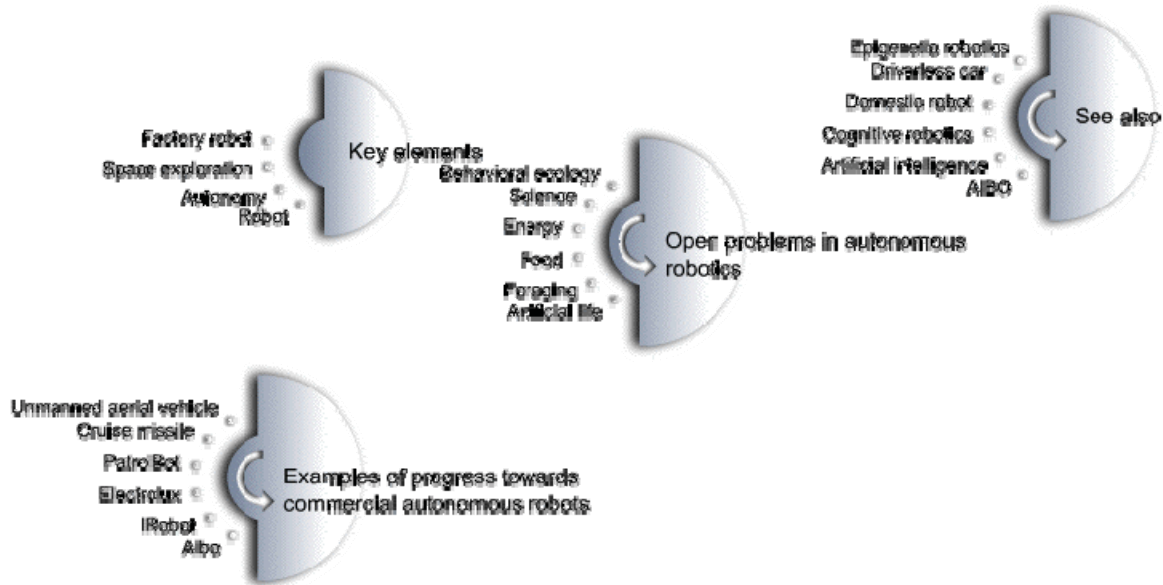 Factory robot
Space exploration
Autonomy
Robot
Key elements
Behavioral ecology
Science
Energy
Food
Foraging
Artificial life
Open problems in autonomous
robotics
Epigenetic robotics
Driverless car
Domestic robot
Cognitive robotics
Artificial intelligence
AIBO
See also
Unmanned aerial vehicle
Cruise missile
PatrolBot
Electrolux
IRobot
Aibo
Examples of progress towards
commercial autonomous robots